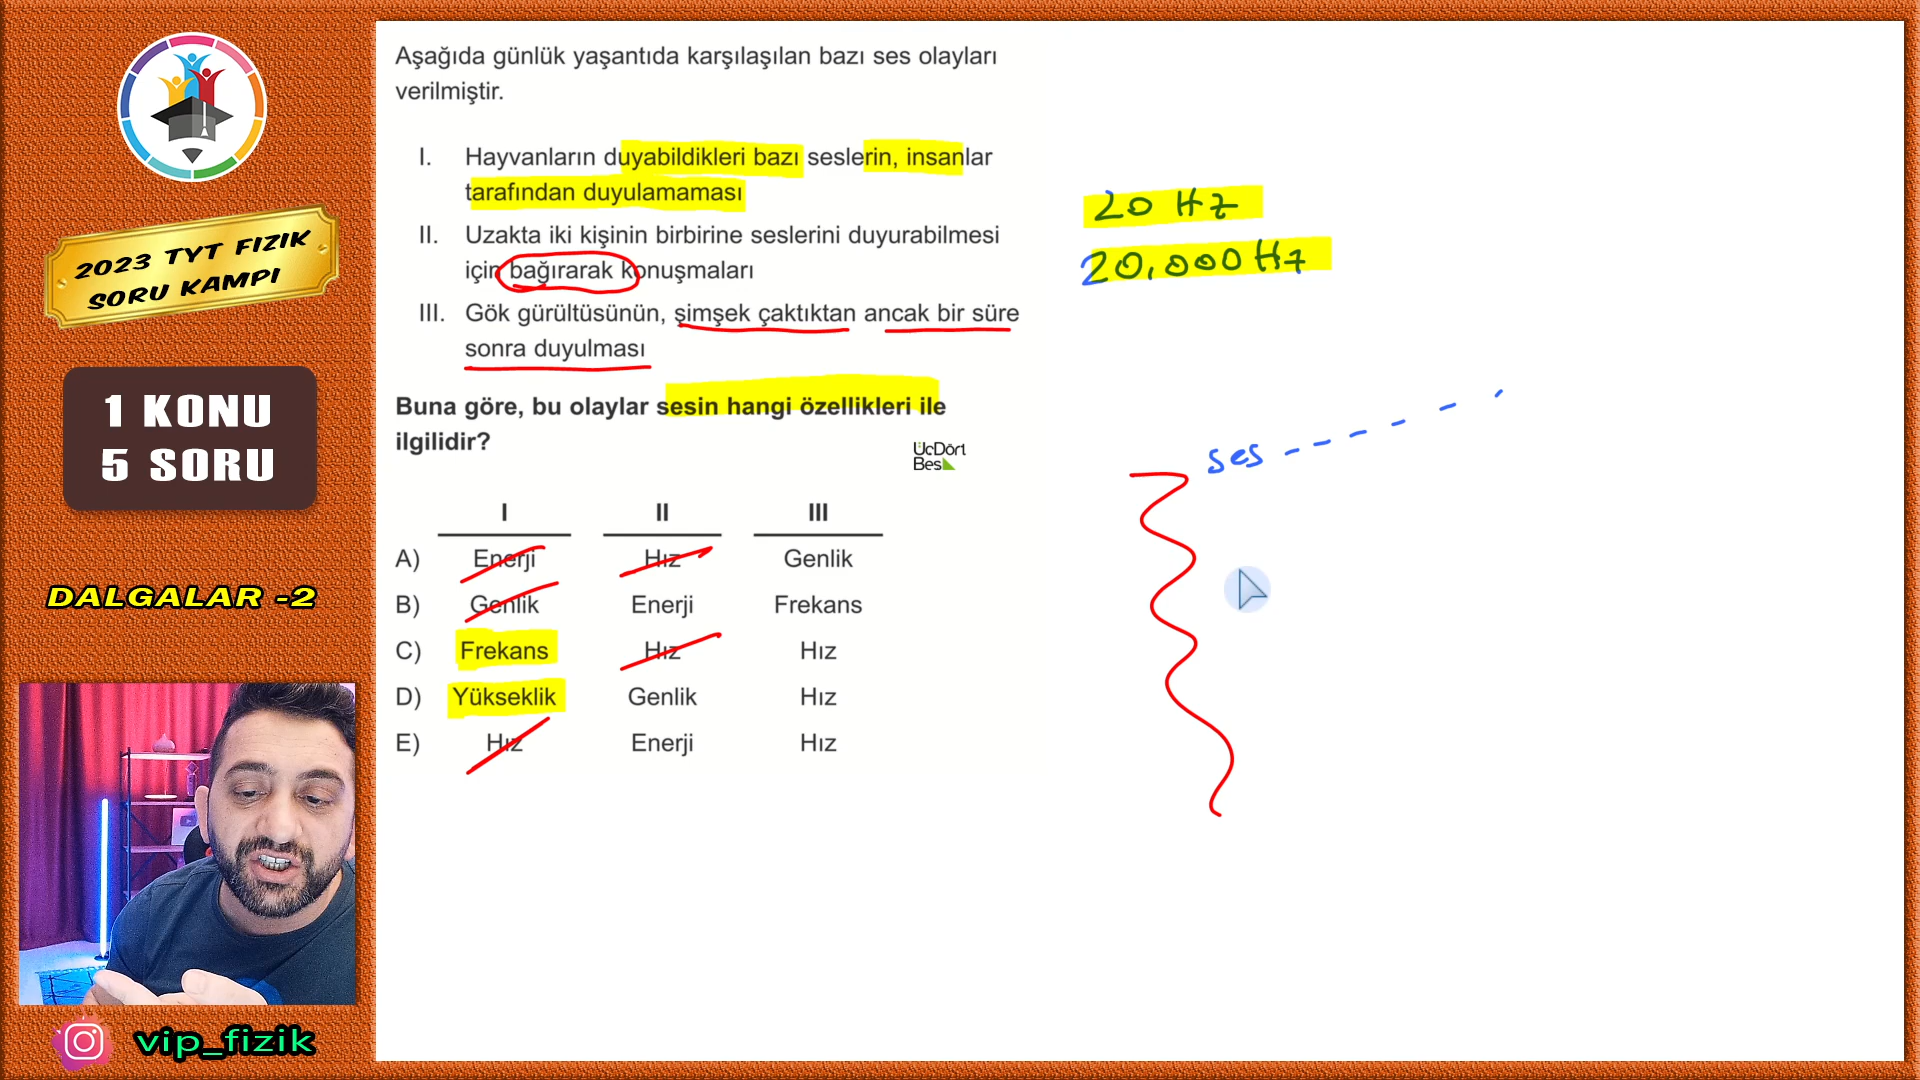 Aşağıda günlük yaşantıda karşılaşılan bazı ses olayları
verilmiştir.
I. Hayvanların duyabildikleri bazı seslerin, insanlar
tarafından duyulamaması
II. Uzakta iki kişinin birbirine seslerini duyurabilmesi
için bağırarak konuşmaları
III. Gök gürültüsünün, şimşek çaktıktan ancak bir süre
sonra duyulması
Buna göre, bu olaylar sesin hangi özellikleri ile
ilgilidir?
ÜçDört
Beş
I II III
A) Enerji Hız Genlik
B) Genlik Enerji Frekans
C) Frekans Hız Hız
D) Yükseklik Genlik Hız
E) Hız Enerji Hız
20 Hz
20.000 Hz
ses
2023 TYT FIZIK
SORU KAMPI
1 KONU
5 SORU
DALGALAR -2
vip_fizik